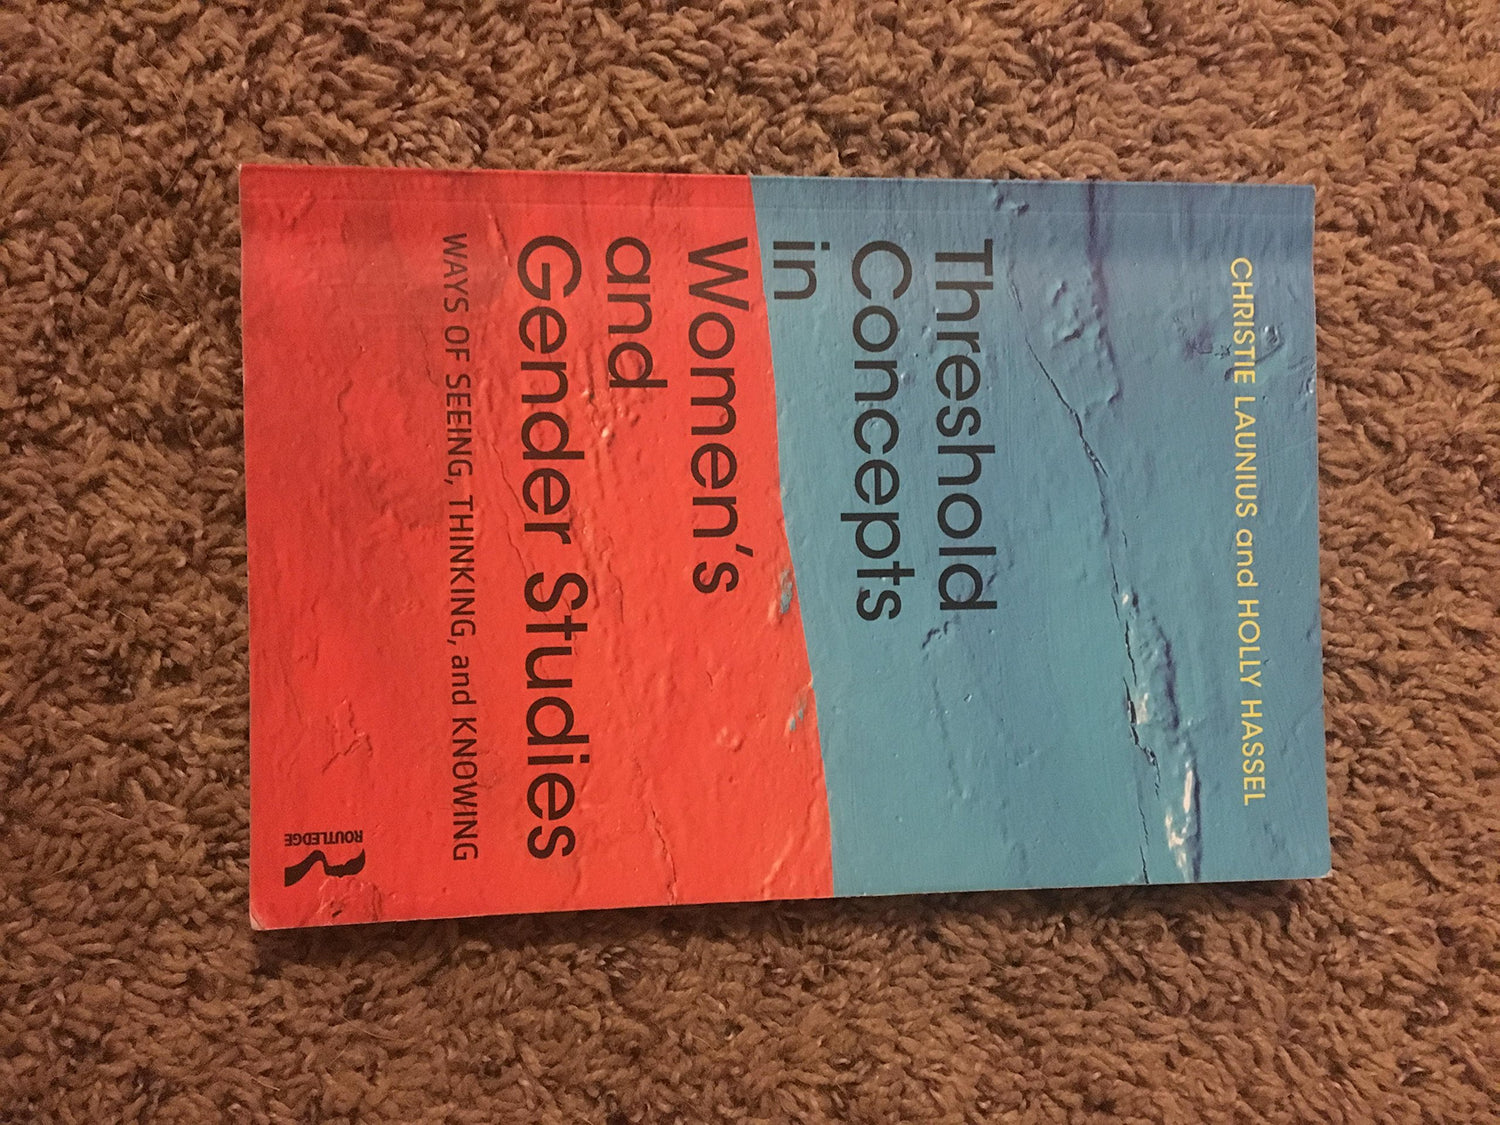 CHRISTIE LAUNIUS and HOLLY HASSEL
Threshold
Concepts
in
Women's
and
Gender Studies
WAYS OF SEEING, THINKING, and KNOWING
ROUTLEDGE